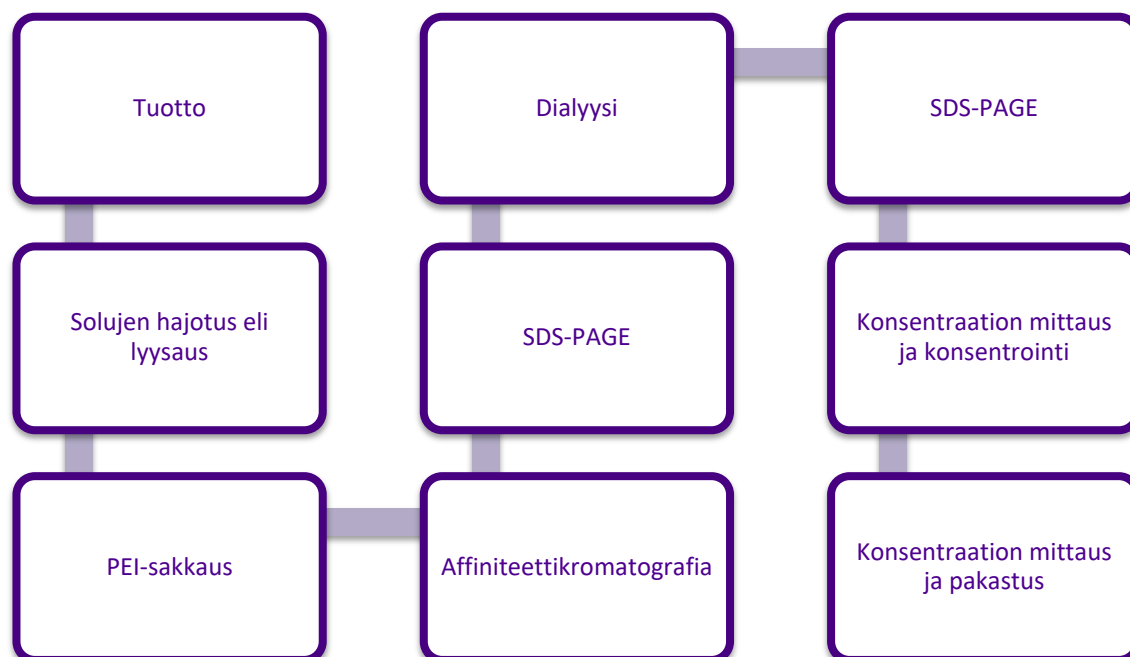 Tuotto
Solujen hajotus eli
lyysaus
PEI-sakkaus
Affiniteettikromatografia
SDS-PAGE
Dialyysi
SDS-PAGE
Konsentraation mittaus
ja konsentrointi
Konsentraation mittaus
ja pakastus